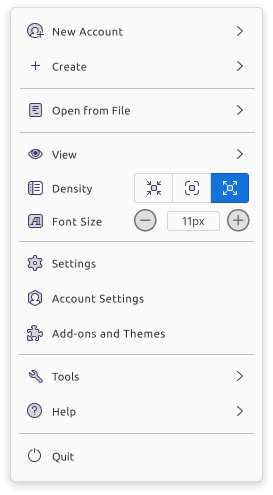 New Account
Create
Open from File
View
Density
Font Size 11px
Settings
Account Settings
Add-ons and Themes
Tools
Help
Quit